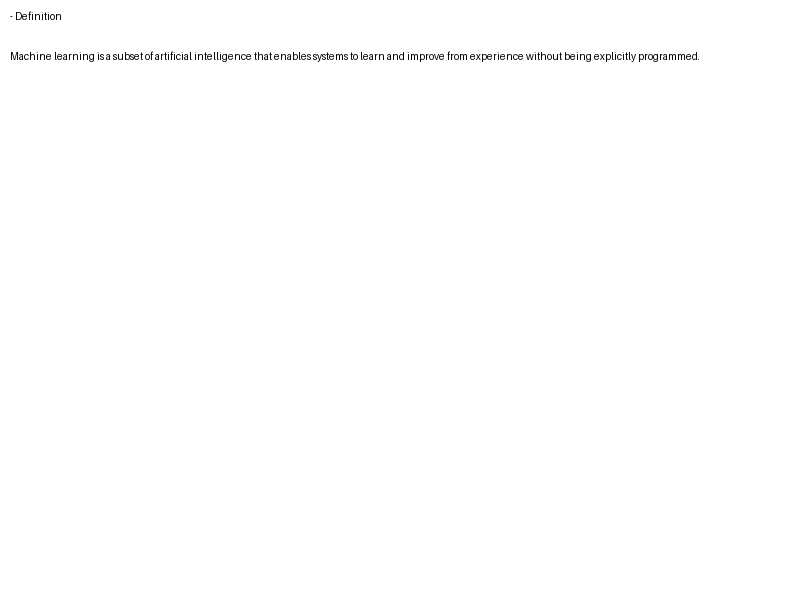 - Definition
Machine learning is a subset of artificial intelligence that enables systems to learn and improve from experience without being explicitly programmed.